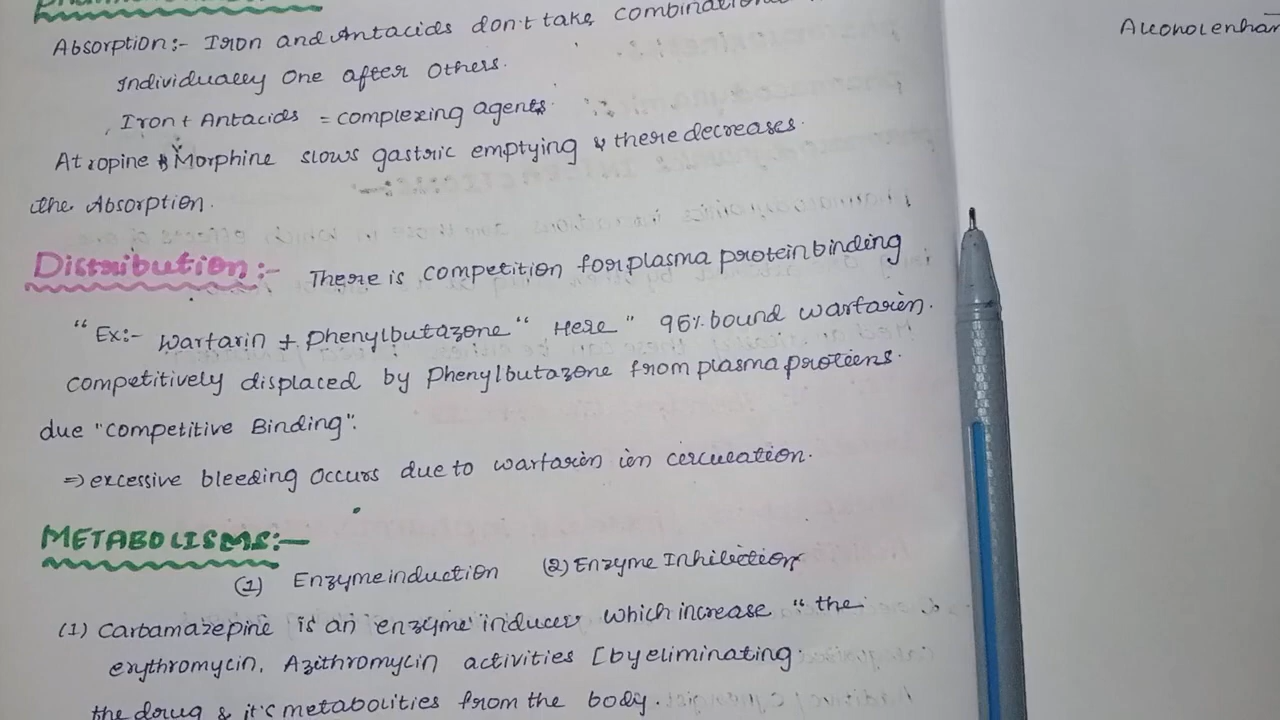 Absorption:- Iron and Antacids don't take
Individually One after Others.
Iron + Antacids = complexing agents.
Atropine & Morphine slows gastric emptying & there decreases.
the Absorption.
Distribution:- There is competition for plasma protein binding
"Ex:- Warfarin + Phenylbutazone" Here" 96% bound warfarin.
competitively displaced by Phenylbutazone from plasma proteins.
due "competitive Binding".
⇒ excessive bleeding Occurs due to warfarin in circulation.
METABOLISMS:-
(1) Enzyme induction (2) Enzyme Inhibition
(1) Carbamazepine is an enzyme inducer which increase "the
erythromycin, Azithromycin activities [by eliminating
the drug & it's metabolities from the body.